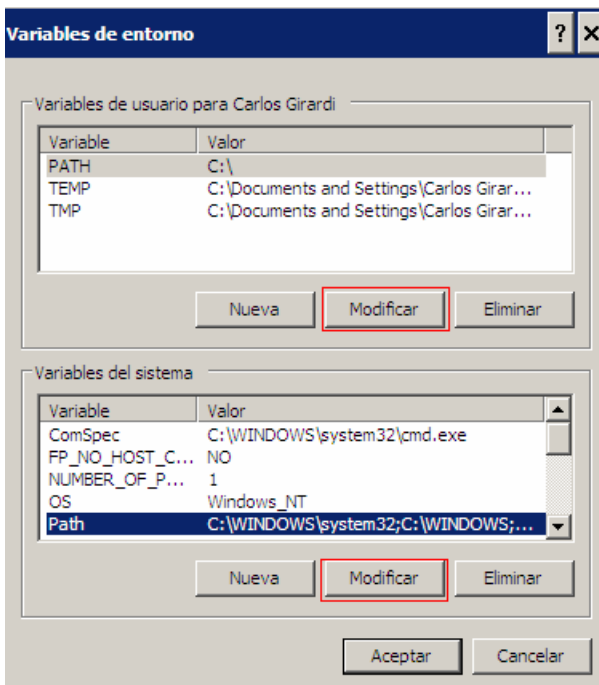 Variables de entorno ? ×
Variables de usuario para Carlos Girardi
Variable Valor
PATH C:\
TEMP C:\Documents and Settings\Carlos Girar...
TMP C:\Documents and Settings\Carlos Girar...
Nueva Modificar Eliminar
Variables del sistema
Variable Valor
ComSpec C:\WINDOWS\system32\cmd.exe
FP_NO_HOST_C... NO
NUMBER_OF_P... 1
OS Windows_NT
Path C:\WINDOWS\system32;C:\WINDOWS;...
Nueva Modificar Eliminar
Aceptar Cancelar